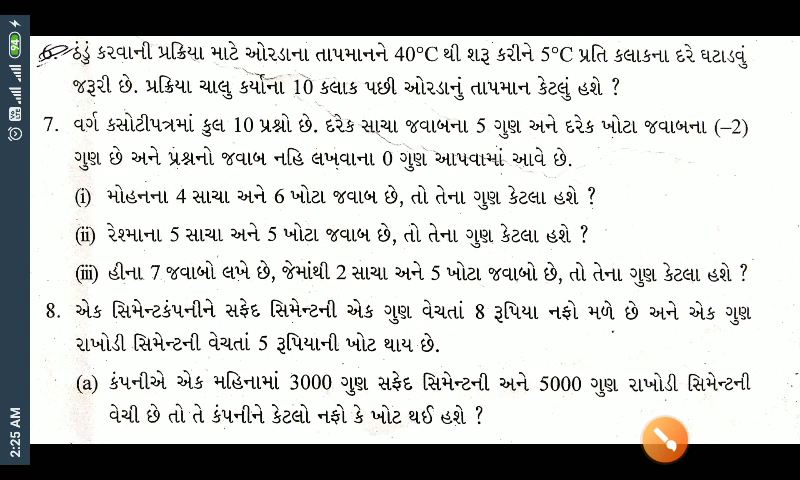 6. ઠંડું કરવાની પ્રક્રિયા માટે ઓરડાના તાપમાનને 40°C થી શરૂ કરીને 5°C પ્રતિ કલાકના દરે ઘટાડવું
જરૂરી છે. પ્રક્રિયા ચાલુ કર્યાના 10 કલાક પછી ઓરડાનું તાપમાન કેટલું હશે ?
7. વર્ગ કસોટીપત્રમાં કુલ 10 પ્રશ્નો છે. દરેક સાચા જવાબના 5 ગુણ અને દરેક ખોટા જવાબના (–2)
ગુણ છે અને પ્રશ્નનો જવાબ નહિ લખવાના 0 ગુણ આપવામાં આવે છે.
(i) મોહનના 4 સાચા અને 6 ખોટા જવાબ છે, તો તેના ગુણ કેટલા હશે ?
(ii) રેશ્માના 5 સાચા અને 5 ખોટા જવાબ છે, તો તેના ગુણ કેટલા હશે ?
(iii) હીના 7 જવાબો લખે છે, જેમાંથી 2 સાચા અને 5 ખોટા જવાબો છે, તો તેના ગુણ કેટલા હશે ?
8. એક સિમેન્ટકંપનીને સફેદ સિમેન્ટની એક ગુણ વેચતાં 8 રૂપિયા નફો મળે છે અને એક ગુણ
રાખોડી સિમેન્ટની વેચતાં 5 રૂપિયાની ખોટ થાય છે.
(a) કંપનીએ એક મહિનામાં 3000 ગુણ સફેદ સિમેન્ટની અને 5000 ગુણ રાખોડી સિમેન્ટની
વેચી છે તો તે કંપનીને કેટલો નફો કે ખોટ થઈ હશે ?
94
2:25 AM